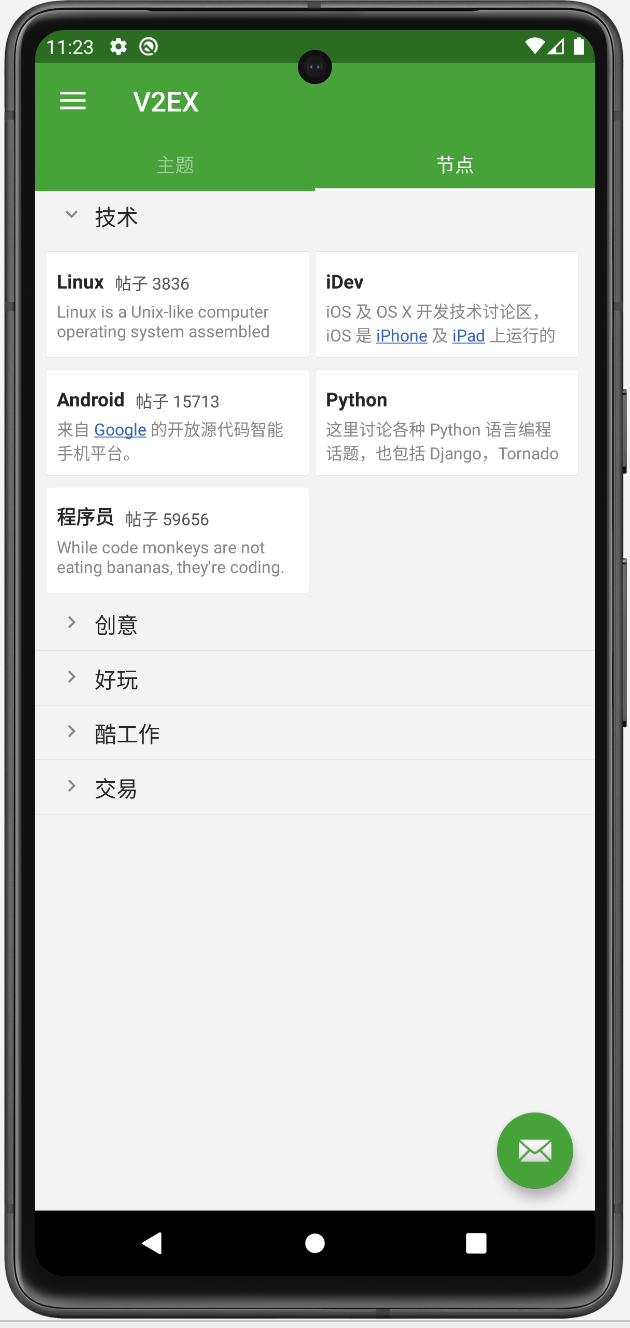 11:23
V2EX
主题 节点
技术
Linux 帖子 3836
Linux is a Unix-like computer
operating system assembled
iDev
iOS 及 OS X 开发技术讨论区，
iOS 是 iPhone 及 iPad 上运行的
Android 帖子 15713
来自 Google 的开放源代码智能
手机平台。
Python
这里讨论各种 Python 语言编程
话题，也包括 Django，Tornado
程序员 帖子 59656
While code monkeys are not
eating bananas, they're coding.
创意
好玩
酷工作
交易